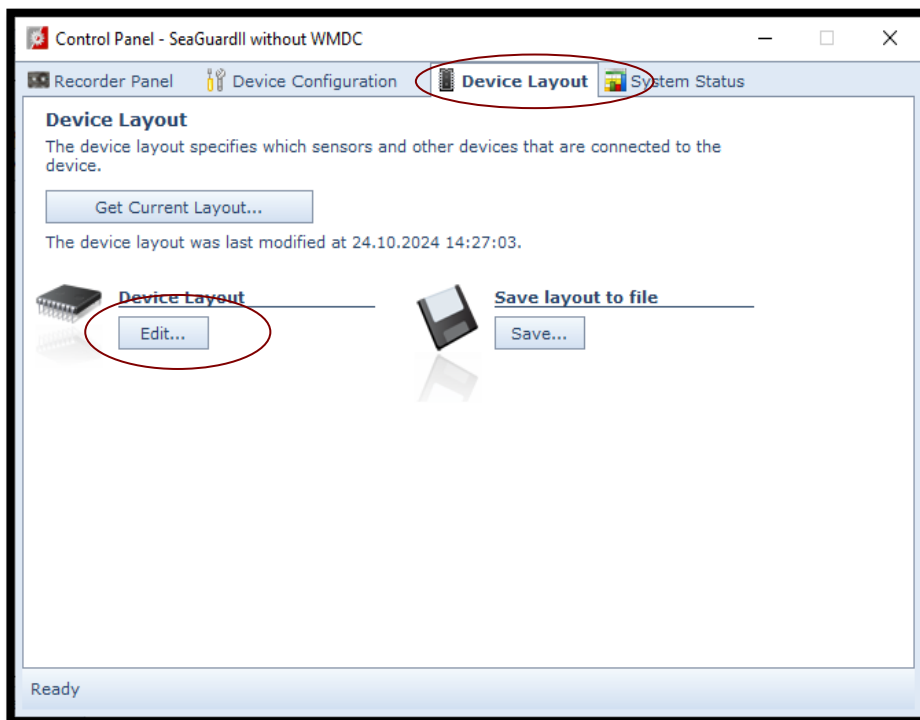 Control Panel - SeaGuardII without WMDC
Recorder Panel Device Configuration Device Layout System Status
Device Layout
The device layout specifies which sensors and other devices that are connected to the
device.
Get Current Layout...
The device layout was last modified at 24.10.2024 14:27:03.
Device Layout
Edit...
Save layout to file
Save...
Ready